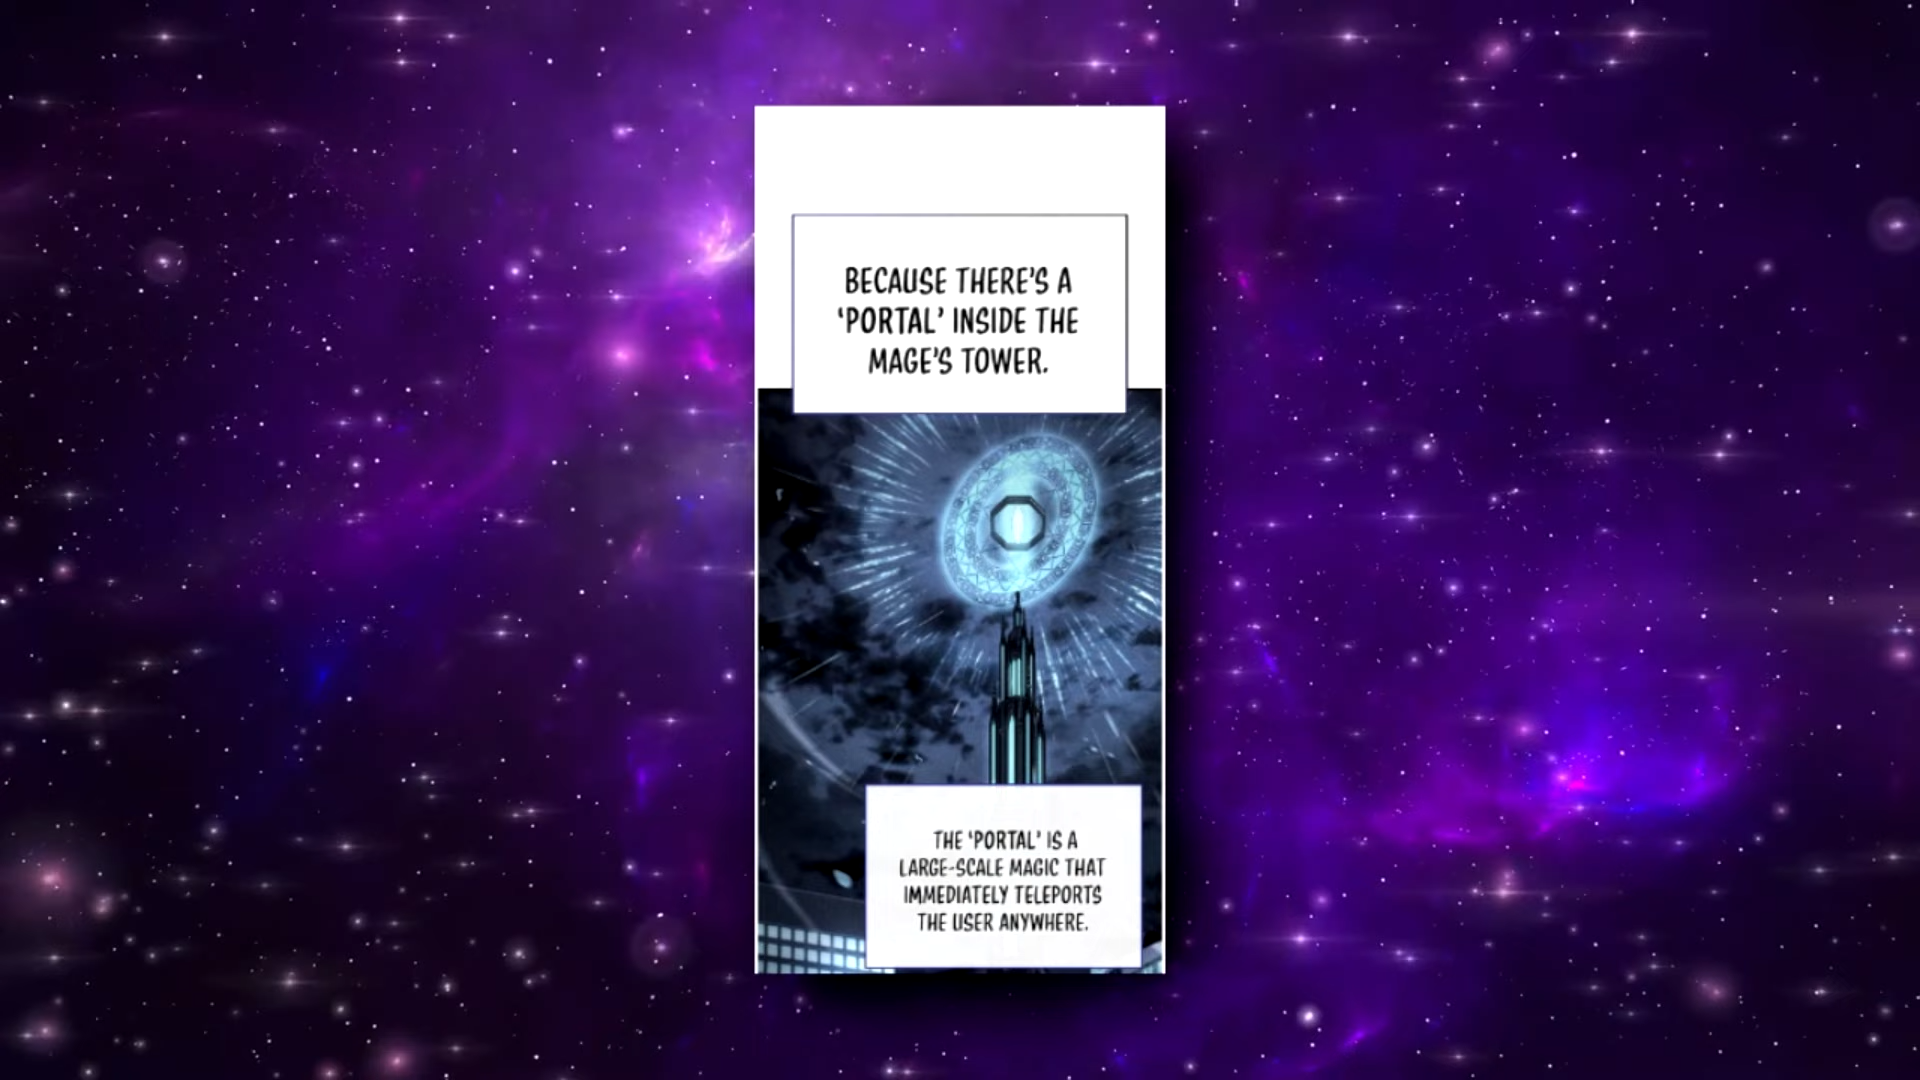 BECAUSE THERE'S A
'PORTAL' INSIDE THE
MAGE'S TOWER.
THE 'PORTAL' IS A
LARGE-SCALE MAGIC THAT
IMMEDIATELY TELEPORTS
THE USER ANYWHERE.